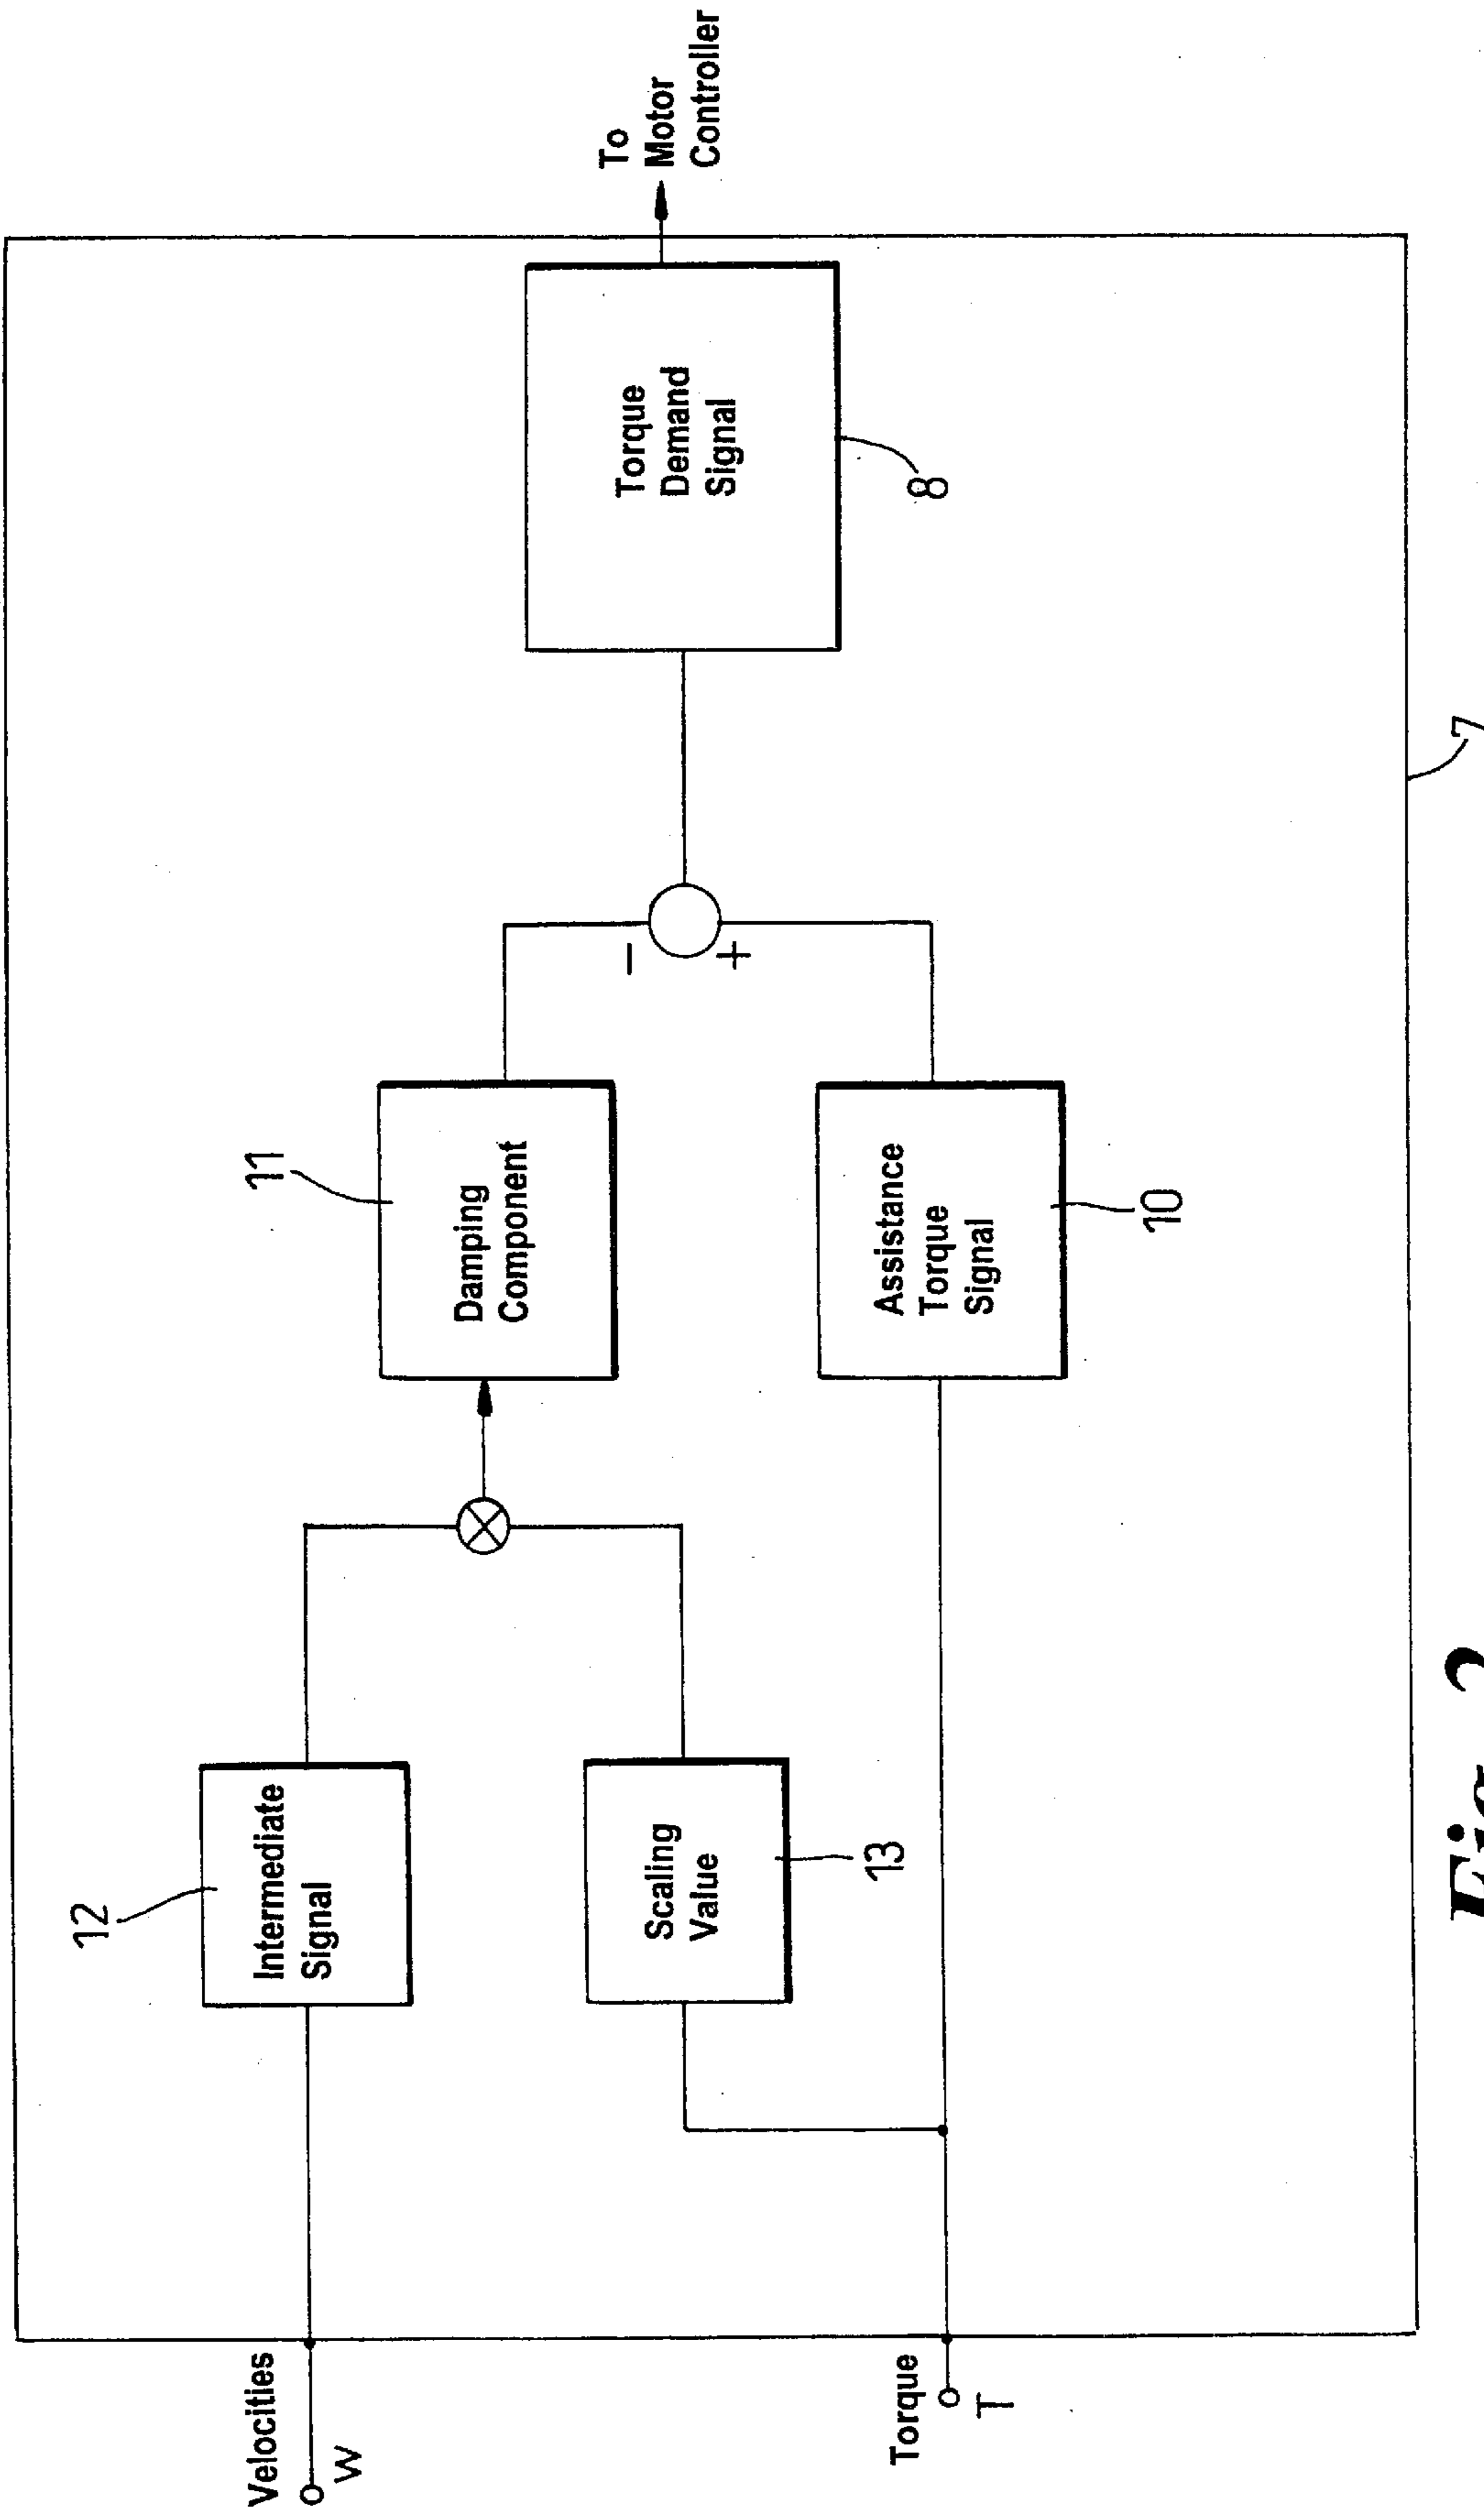 Velocities
W
Torque
T
12
Intermediate
Signal
Scaling
Value
13
11
Damping
Component
Assistance
Torque
Signal
10
−
+
Torque
Demand
Signal
8
To
Motor
Controller
7